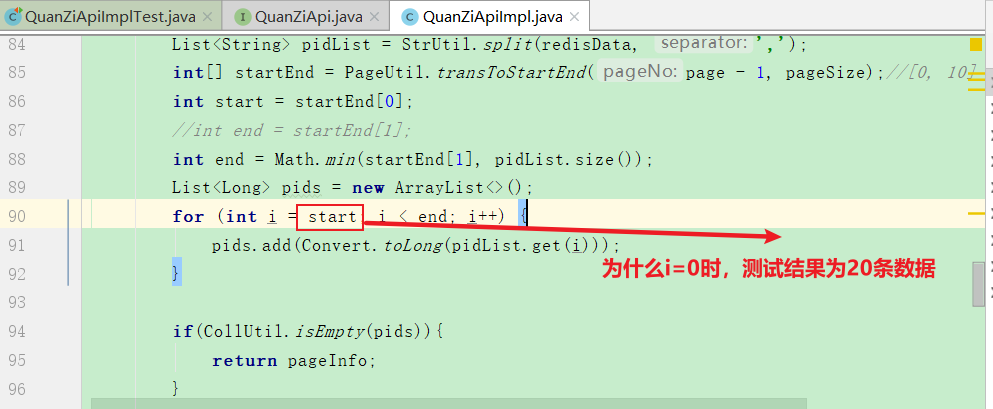 QuanZiApiImplTest.java × QuanZiApi.java × QuanZiApiImpl.java ×
84 List<String> pidList = StrUtil.split(redisData, separator: ',');
85 int[] startEnd = PageUtil.transToStartEnd( pageNo: page - 1, pageSize);//[0, 10]
86 int start = startEnd[0];
87 //int end = startEnd[1];
88 int end = Math.min(startEnd[1], pidList.size());
89 List<Long> pids = new ArrayList<>();
90 for (int i = start; i < end; i++) {
91 pids.add(Convert.toLong(pidList.get(i)));
为什么i=0时，测试结果为20条数据
92 }
93
94 if(CollUtil.isEmpty(pids)){
95 return pageInfo;
96 }